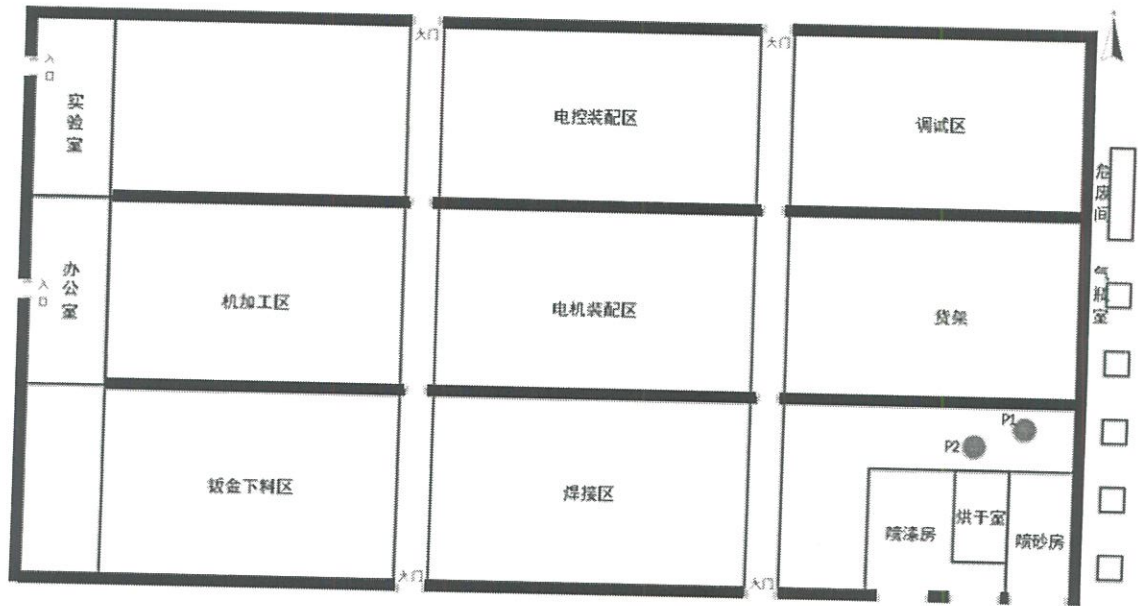 大门
大门
入口
实验室
电控装配区
调试区
危废间
办公室
入口
机加工区
电机装配区
货架
气瓶室
P1
P2
钣金下料区
焊接区
喷漆房
烘干室
喷砂房
大门
大门